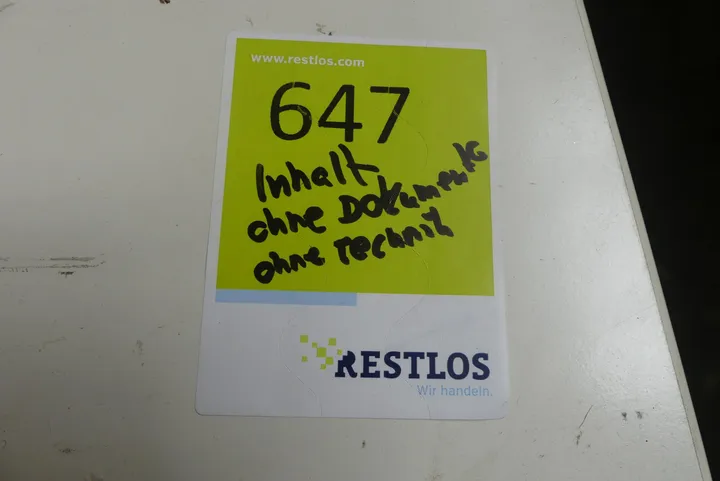 www.restlos.com
647
Inhalt
ohne Dokumente
ohne Technik
RESTLOS
Wir handeln.